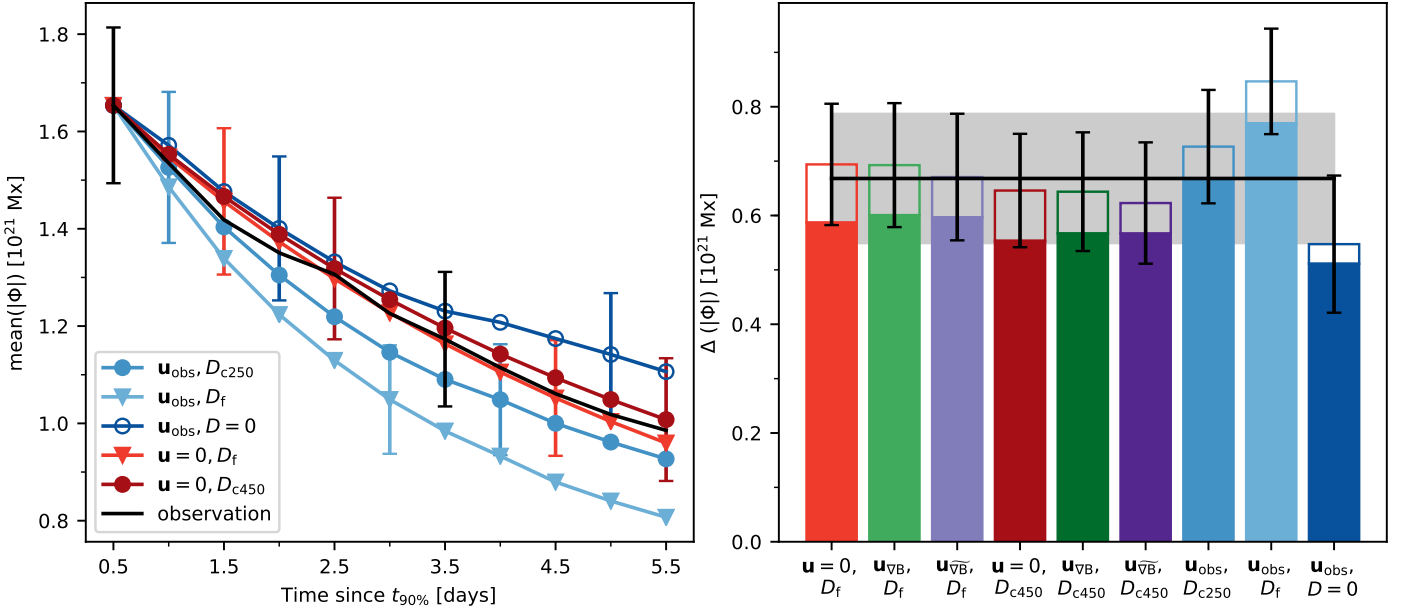 1.8
1.6
1.4
1.2
1.0
0.8
mean(|Φ|) [10²¹ Mx]
u_obs, D_c250
u_obs, D_f
u_obs, D = 0
u = 0, D_f
u = 0, D_c450
observation
0.5 1.5 2.5 3.5 4.5 5.5
Time since t_90% [days]
0.8
0.6
0.4
0.2
0.0
Δ (|Φ|) [10²¹ Mx]
u = 0, u_∇B, u_∇̃B̃, u = 0, u_∇B, u_∇̃B̃, u_obs, u_obs, u_obs,
D_f D_f D_f D_c450 D_c450 D_c450 D_c250 D_f D = 0